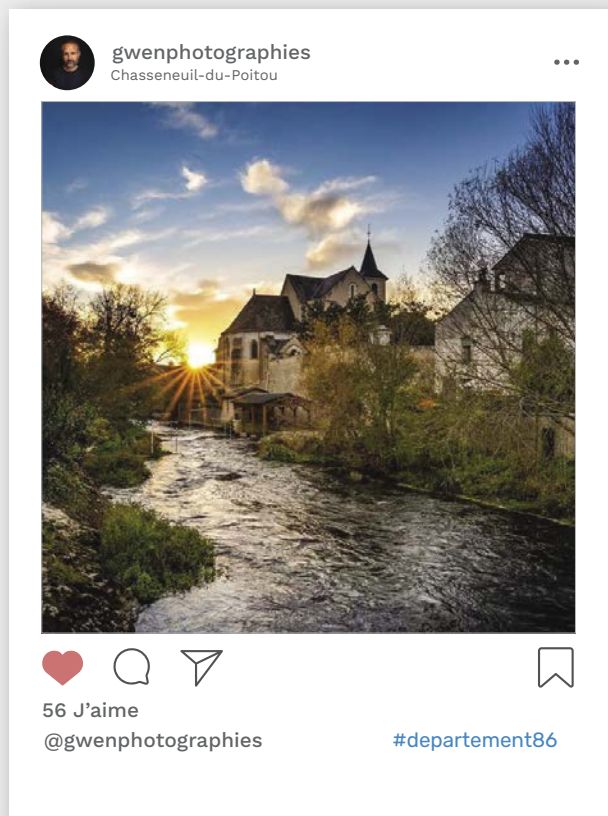 gwenphotographies
Chasseneuil-du-Poitou
56 J’aime
@gwenphotographies #departement86